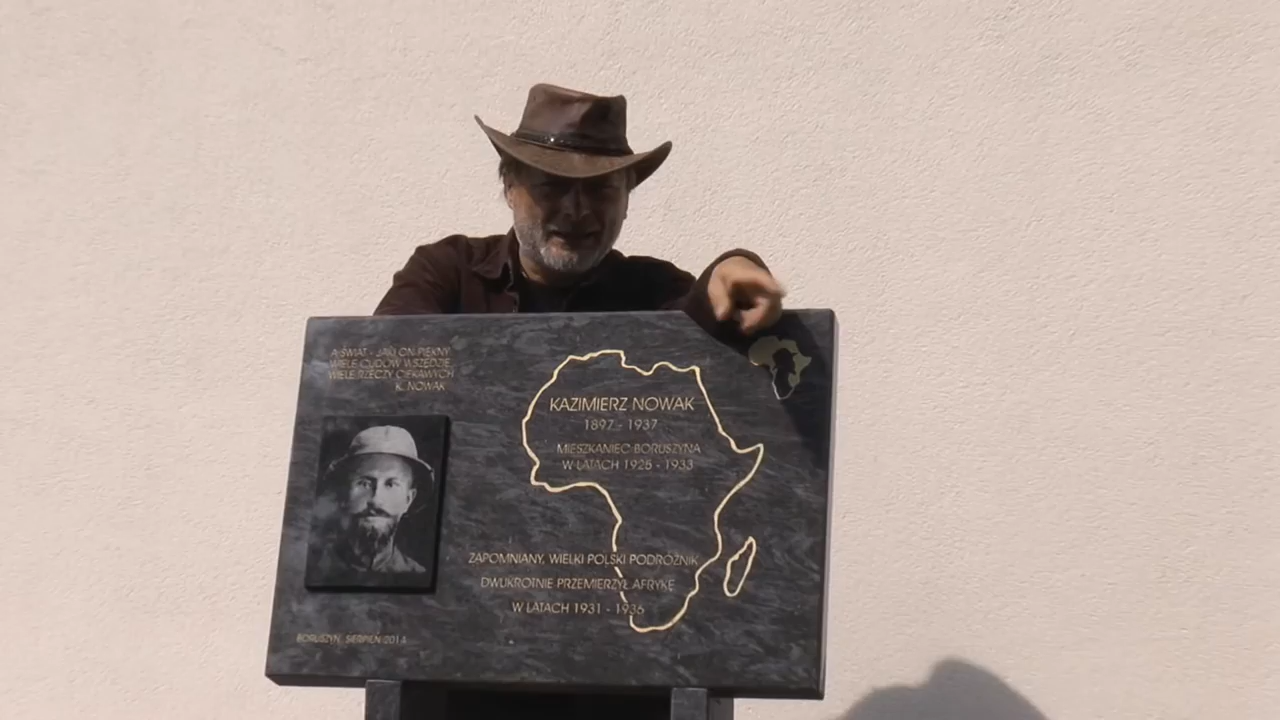 A ŚWIAT - JAKI ON PIĘKNY
WIELE CUDÓW WSZĘDZIE,
WIELE RZECZY CIEKAWYCH
K. NOWAK
KAZIMIERZ NOWAK
1897 - 1937
MIESZKANIEC BORUSZYNA
W LATACH 1925 - 1933
ZAPOMNIANY, WIELKI POLSKI PODRÓŻNIK
DWUKROTNIE PRZEMIERZYŁ AFRYKĘ
W LATACH 1931 - 1936
BORUSZYN, SIERPIEŃ 2014